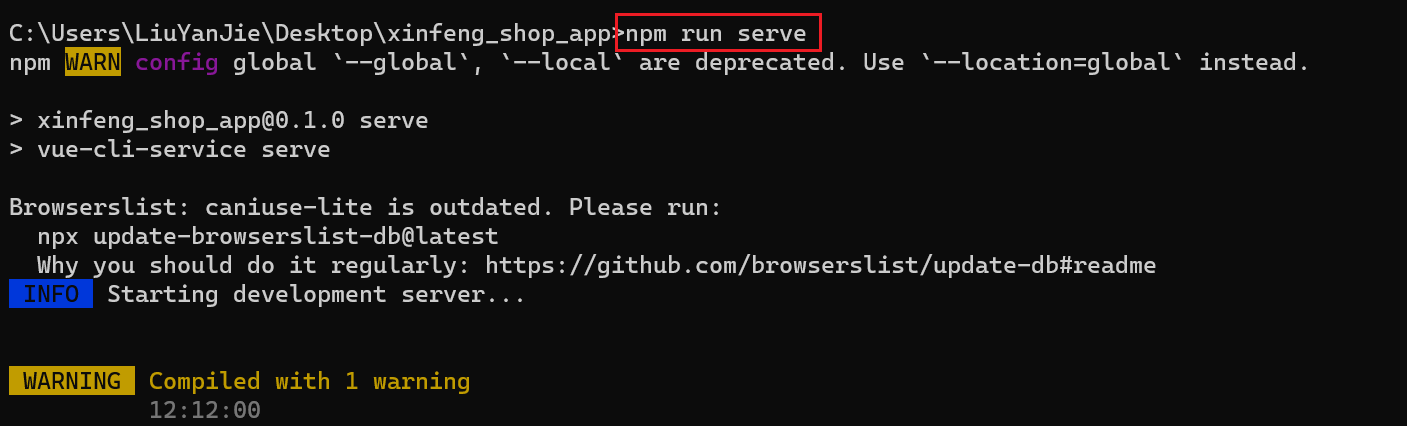 C:\Users\LiuYanJie\Desktop\xinfeng_shop_app>npm run serve
npm WARN config global `--global`, `--local` are deprecated. Use `--location=global` instead.
> xinfeng_shop_app@0.1.0 serve
> vue-cli-service serve
Browserslist: caniuse-lite is outdated. Please run:
  npx update-browserslist-db@latest
  Why you should do it regularly: https://github.com/browserslist/update-db#readme
INFO  Starting development server...
WARNING  Compiled with 1 warning
12:12:00